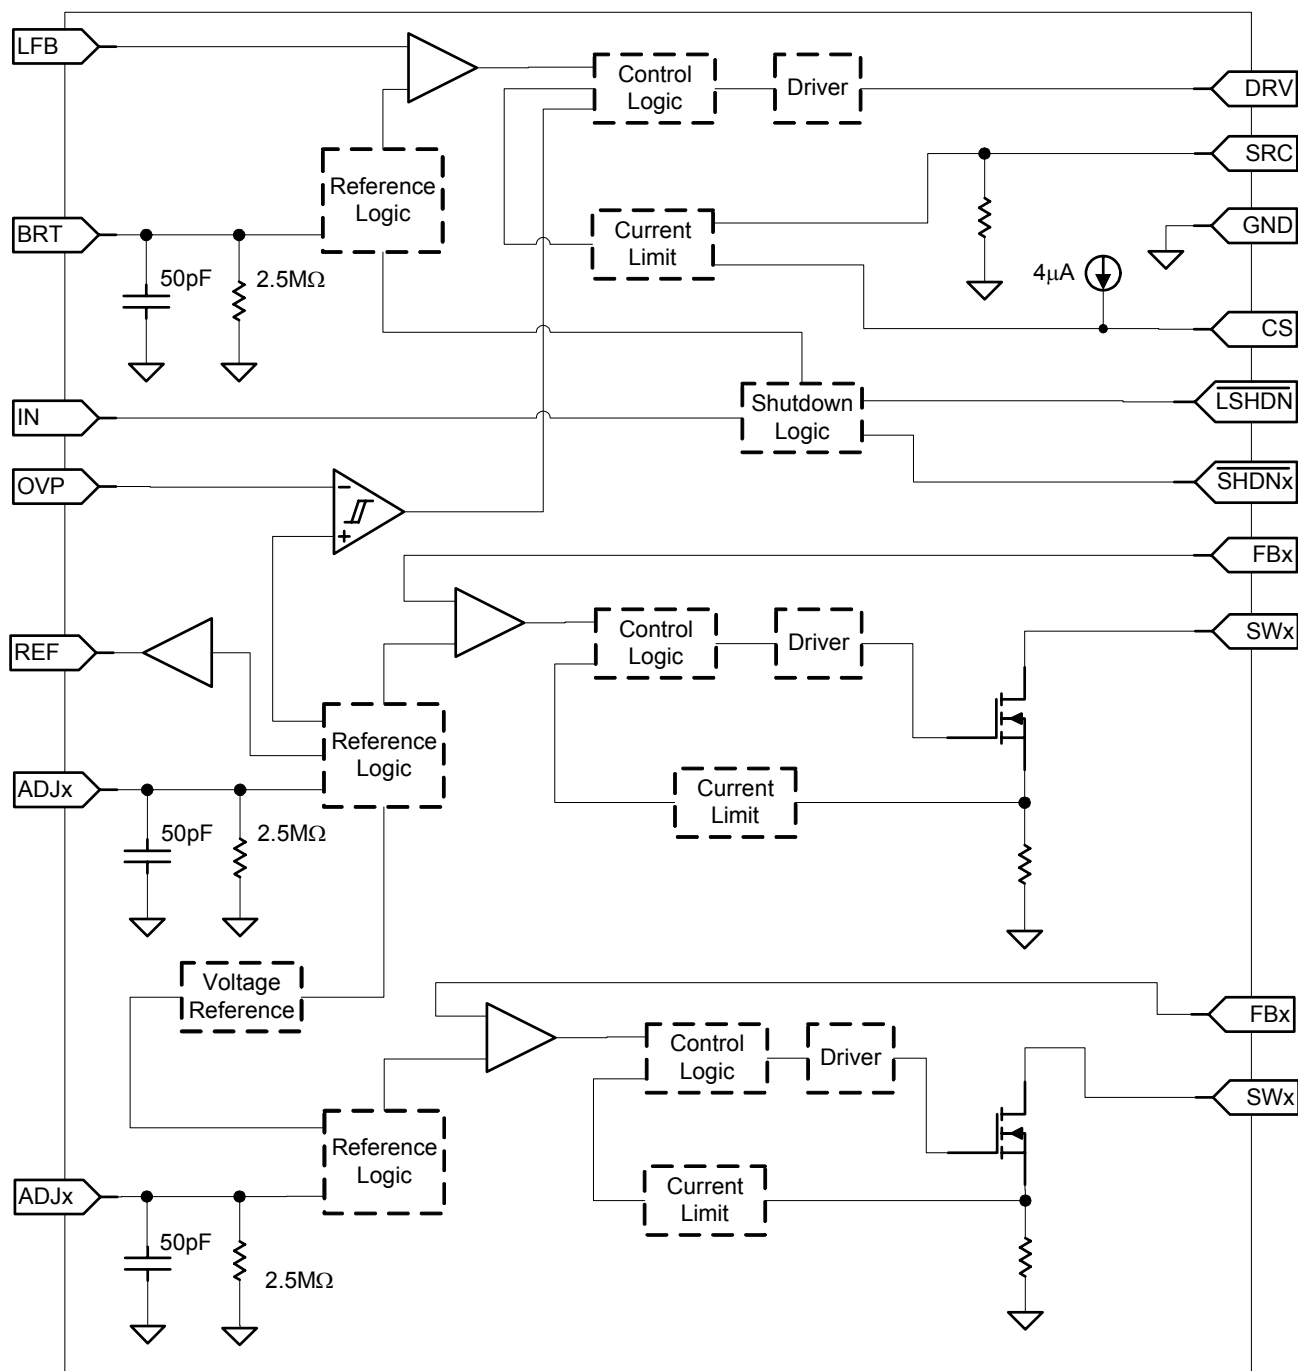 LFB
Control
Logic
Driver
DRV
SRC
Reference
Logic
BRT
Current
Limit
GND
50pF
2.5MΩ
4μA
CS
IN
Shutdown
Logic
LSHDN
OVP
SHDNx
-
+
FBx
REF
Control
Logic
Driver
SWx
Reference
Logic
ADJx
Current
Limit
50pF
2.5MΩ
Voltage
Reference
FBx
Control
Logic
Driver
SWx
Reference
Logic
ADJx
Current
Limit
50pF
2.5MΩ